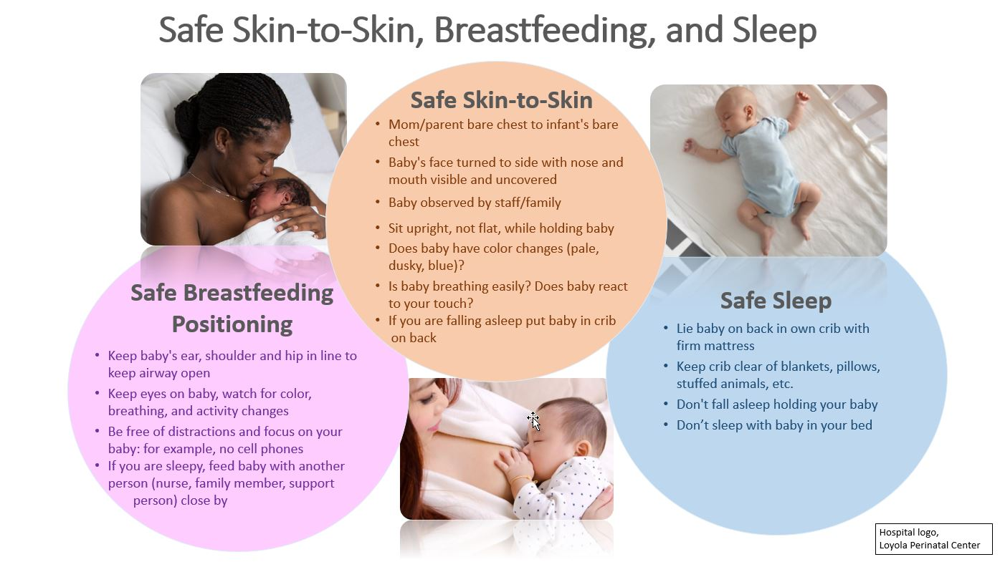 Safe Skin-to-Skin, Breastfeeding, and Sleep
Safe Skin-to-Skin
• Mom/parent bare chest to infant's bare
chest
• Baby's face turned to side with nose and
mouth visible and uncovered
• Baby observed by staff/family
• Sit upright, not flat, while holding baby
• Does baby have color changes (pale,
dusky, blue)?
• Is baby breathing easily? Does baby react
to your touch?
• If you are falling asleep put baby in crib
on back
Safe Breastfeeding
Positioning
• Keep baby's ear, shoulder and hip in line to
keep airway open
• Keep eyes on baby, watch for color,
breathing, and activity changes
• Be free of distractions and focus on your
baby: for example, no cell phones
• If you are sleepy, feed baby with another
person (nurse, family member, support
person) close by
Safe Sleep
• Lie baby on back in own crib with
firm mattress
• Keep crib clear of blankets, pillows,
stuffed animals, etc.
• Don't fall asleep holding your baby
• Don’t sleep with baby in your bed
Hospital logo,
Loyola Perinatal Center